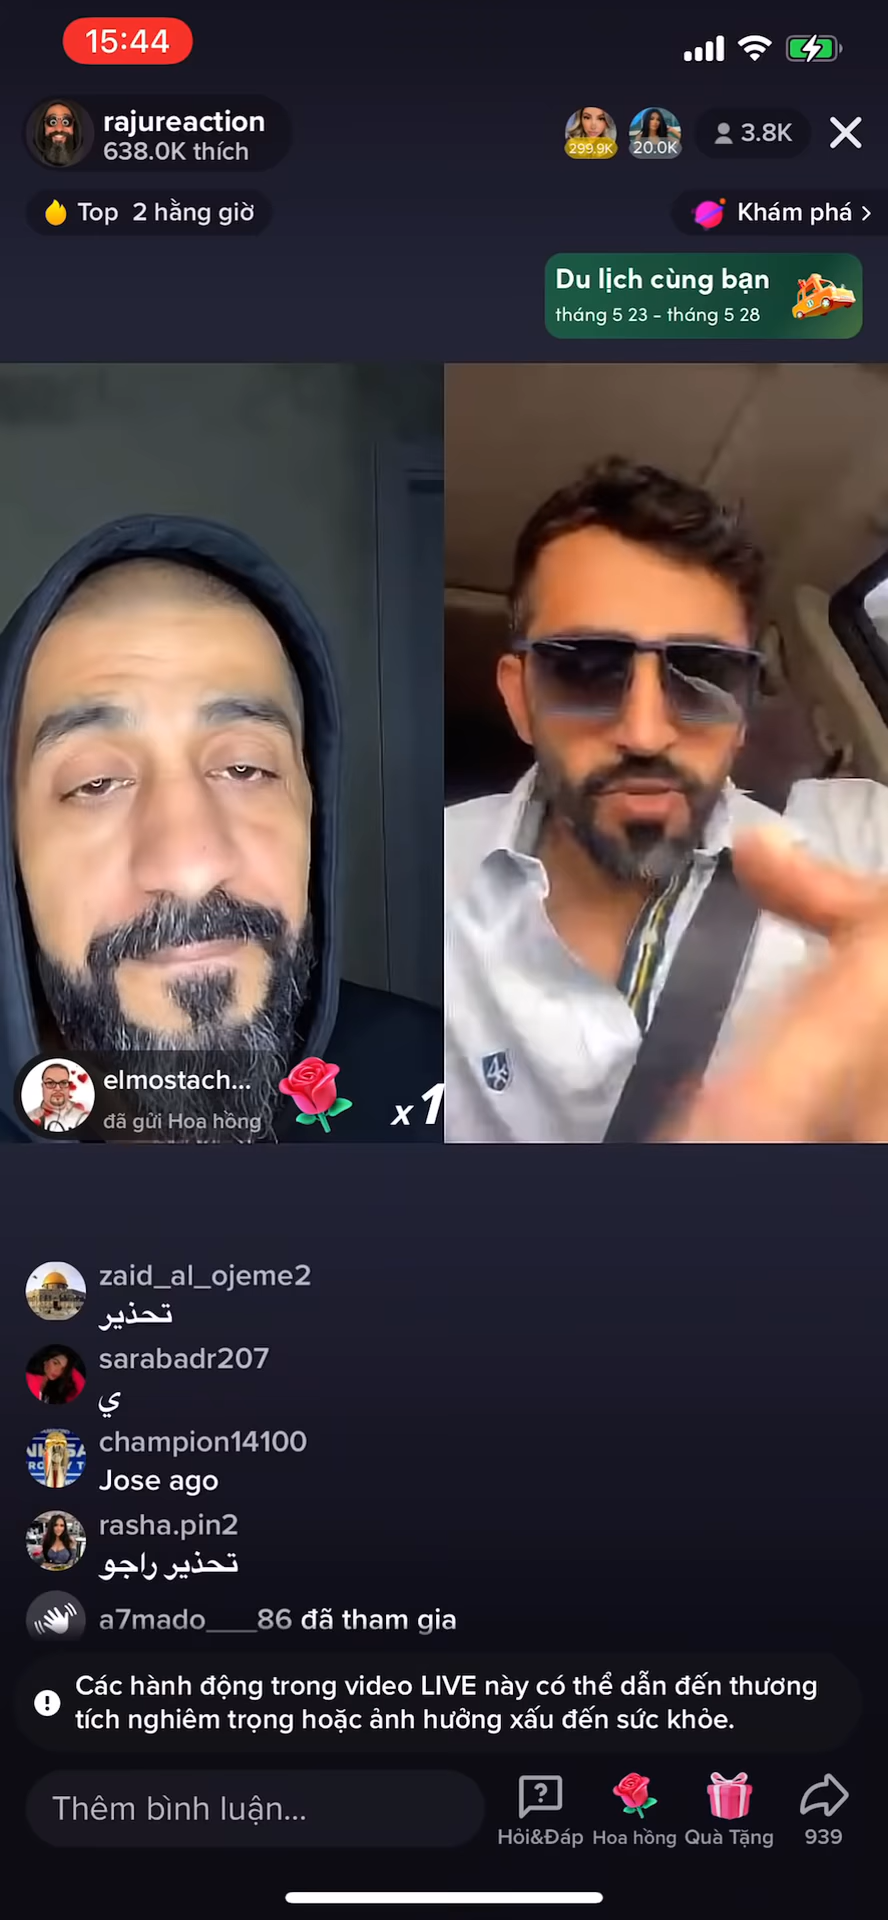 15:44
rajureaction
638.0K thích
299.9K
20.0K
3.8K
Top 2 hằng giờ
Khám phá >
Du lịch cùng bạn
tháng 5 23 - tháng 5 28
elmostach...
đã gửi Hoa hồng
x1
zaid_al_ojeme2
تحذير
sarabadr207
ي
champion14100
Jose ago
rasha.pin2
تحذير راجو
a7mado___86 đã tham gia
Các hành động trong video LIVE này có thể dẫn đến thương
tích nghiêm trọng hoặc ảnh hưởng xấu đến sức khỏe.
Thêm bình luận...
Hỏi&Đáp
Hoa hồng
Quà Tặng
939